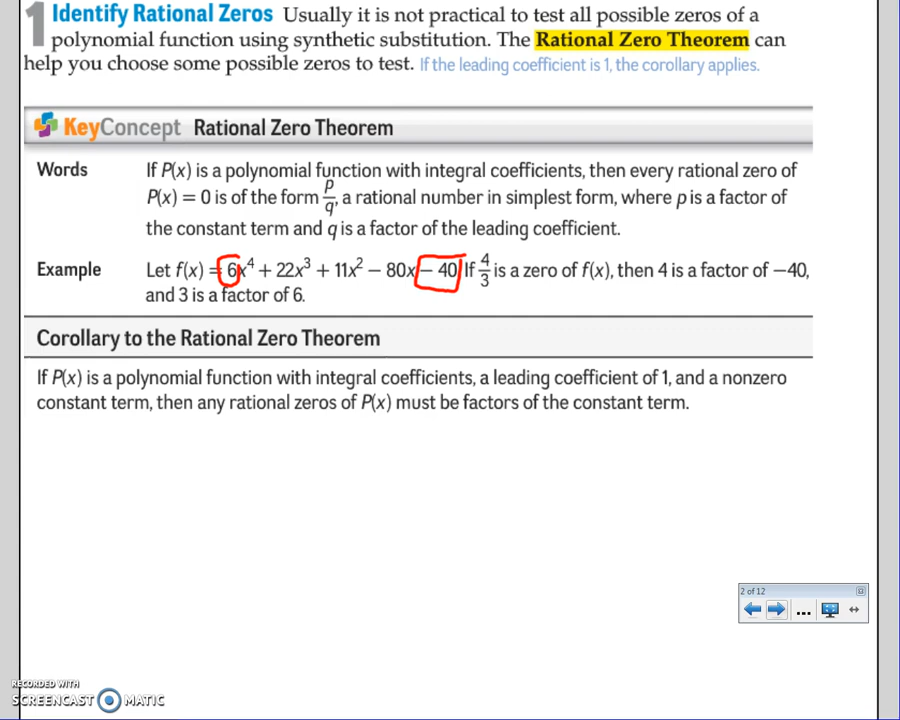 1 Identify Rational Zeros Usually it is not practical to test all possible zeros of a
polynomial function using synthetic substitution. The Rational Zero Theorem can
help you choose some possible zeros to test. If the leading coefficient is 1, the corollary applies.
KeyConcept Rational Zero Theorem
Words If P(x) is a polynomial function with integral coefficients, then every rational zero of
P(x) = 0 is of the form p/q, a rational number in simplest form, where p is a factor of
the constant term and q is a factor of the leading coefficient.
Example Let f(x) = 6x⁴ + 22x³ + 11x² − 80x − 40 If 4/3 is a zero of f(x), then 4 is a factor of −40,
and 3 is a factor of 6.
Corollary to the Rational Zero Theorem
If P(x) is a polynomial function with integral coefficients, a leading coefficient of 1, and a nonzero
constant term, then any rational zeros of P(x) must be factors of the constant term.
2 of 12
...
RECORDED WITH
SCREENCAST MATIC